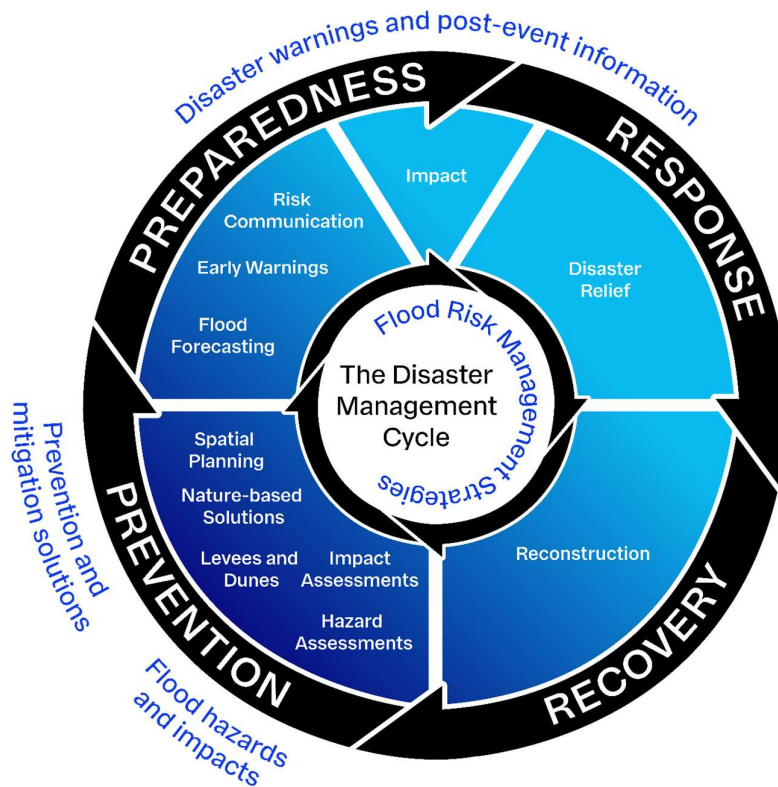 Disaster warnings and post-event information
PREPAREDNESS
RESPONSE
Impact
Risk
Communication
Early Warnings
Flood
Forecasting
Disaster
Relief
Flood Risk Management Strategies
The Disaster
Management
Cycle
Prevention and
mitigation solutions
PREVENTION
Spatial
Planning
Nature-based
Solutions
Levees and
Dunes
Impact
Assessments
Hazard
Assessments
Reconstruction
RECOVERY
Flood hazards
and impacts